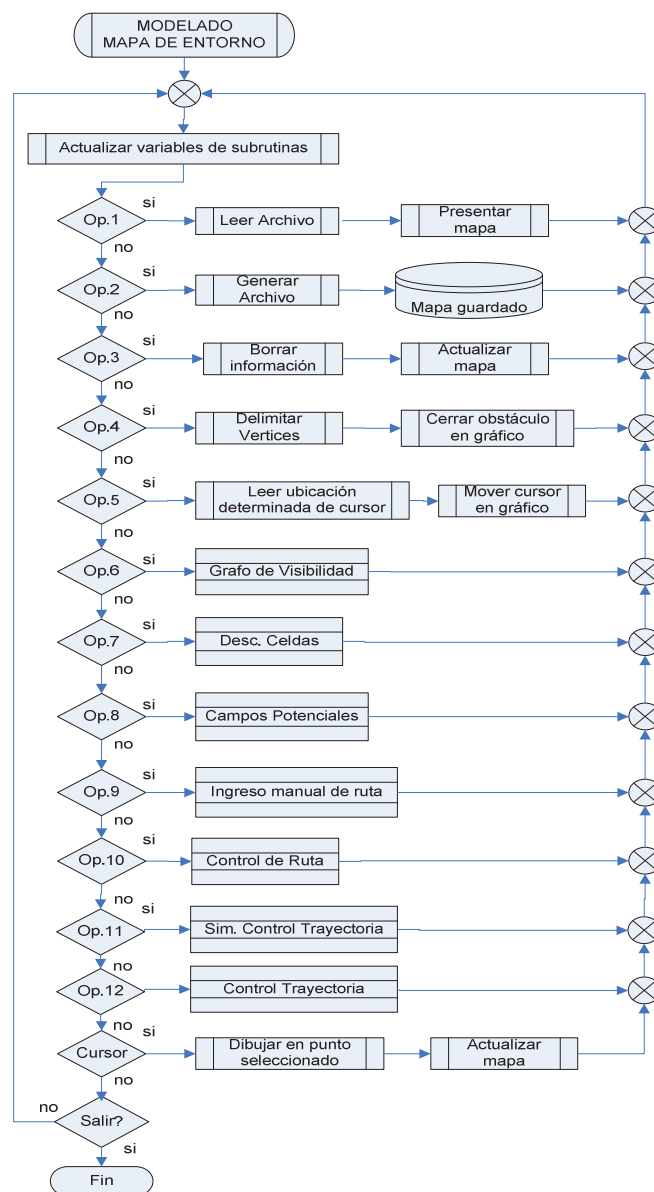 MODELADO
MAPA DE ENTORNO
Actualizar variables de subrutinas
Op.1
si
Leer Archivo
Presentar
mapa
no
Op.2
si
Generar
Archivo
Mapa guardado
no
Op.3
si
Borrar
información
Actualizar
mapa
no
Op.4
si
Delimitar
Vertices
Cerrar obstáculo
en gráfico
no
Op.5
si
Leer ubicación
determinada de cursor
Mover cursor
en gráfico
no
Op.6
si
Grafo de Visibilidad
no
Op.7
si
Desc. Celdas
no
Op.8
si
Campos Potenciales
no
Op.9
si
Ingreso manual de ruta
no
Op.10
si
Control de Ruta
no
Op.11
si
Sim. Control Trayectoria
no
Op.12
Control Trayectoria
no
Cursor
si
Dibujar en punto
seleccionado
Actualizar
mapa
no
Salir?
no
si
Fin